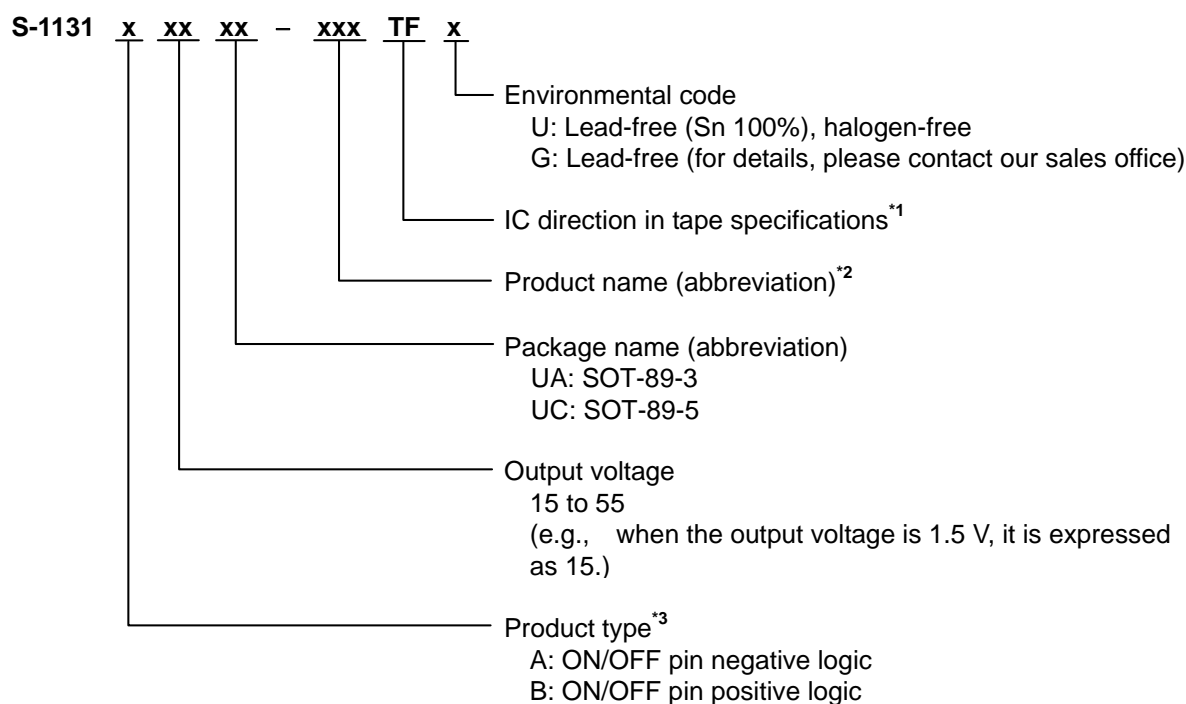 S-1131 x xx xx – xxx TF x
Environmental code
U: Lead-free (Sn 100%), halogen-free
G: Lead-free (for details, please contact our sales office)
IC direction in tape specifications*1
Product name (abbreviation)*2
Package name (abbreviation)
UA: SOT-89-3
UC: SOT-89-5
Output voltage
15 to 55
(e.g., when the output voltage is 1.5 V, it is expressed
as 15.)
Product type*3
A: ON/OFF pin negative logic
B: ON/OFF pin positive logic